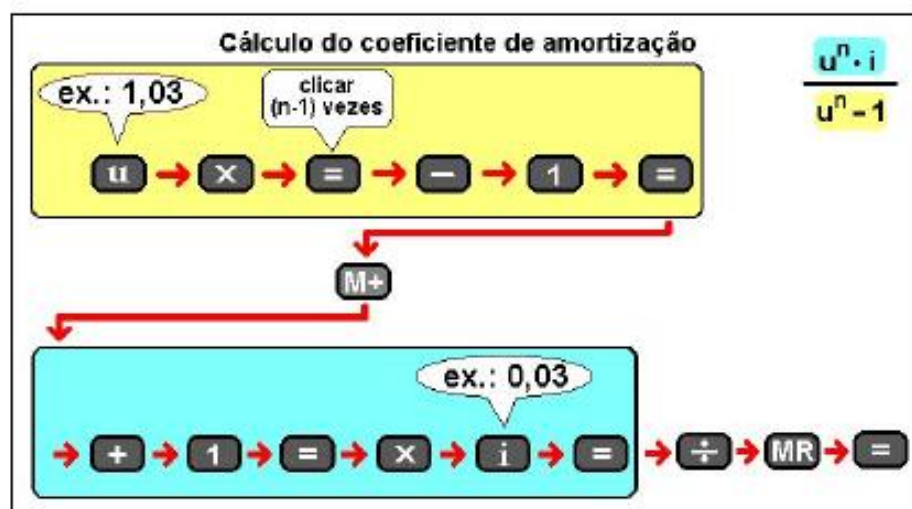 Cálculo do coeficiente de amortização
uⁿ · i
uⁿ - 1
ex.: 1,03
clicar
(n-1) vezes
u → X → = → − → 1 → =
M+
ex.: 0,03
→ + → 1 → = → X → i → = → ÷ → MR → =